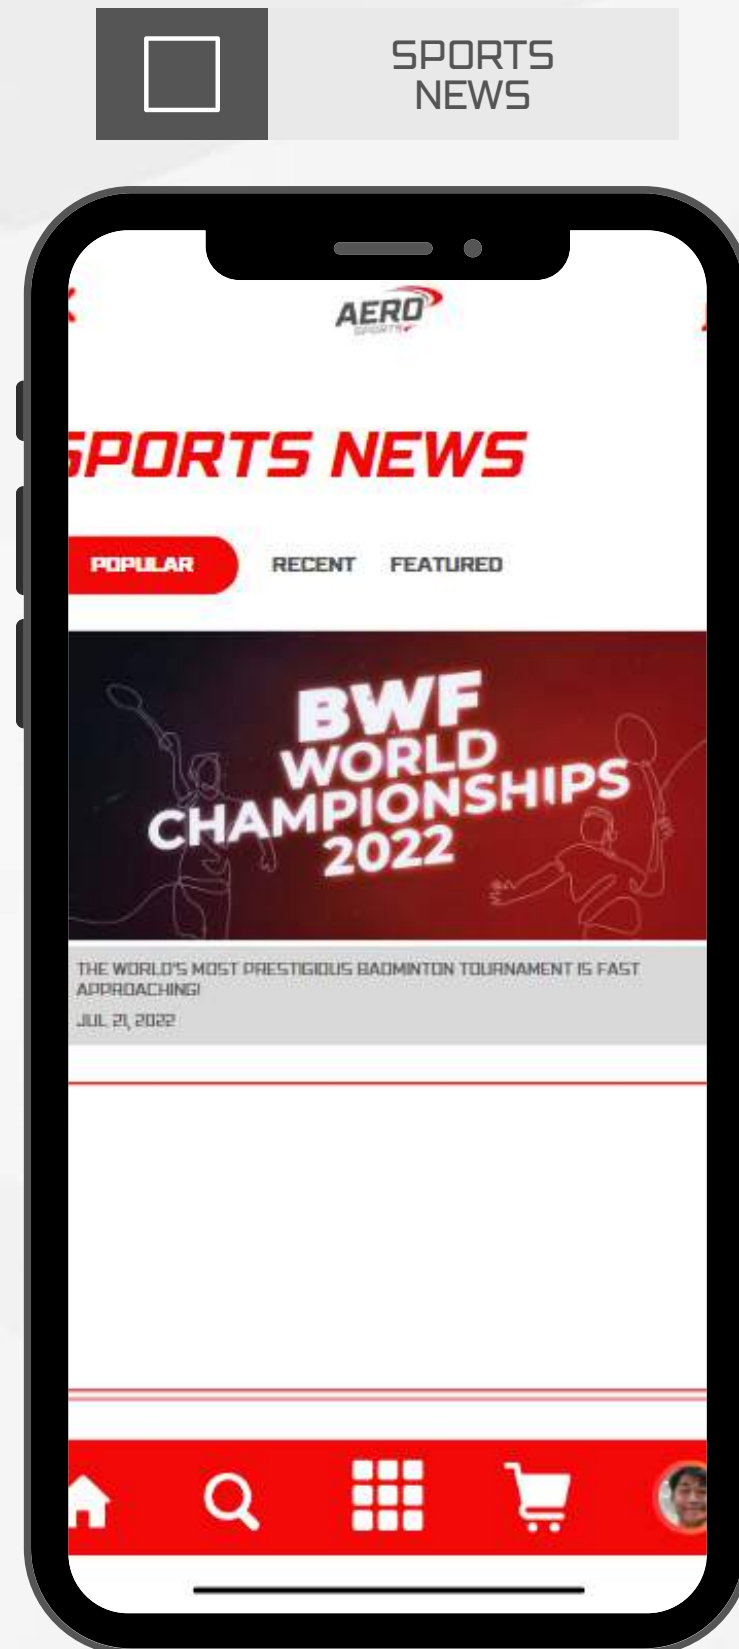 SPORTS
NEWS
AERO
SPORTS
SPORTS NEWS
POPULAR RECENT FEATURED
BWF
WORLD
CHAMPIONSHIPS
2022
THE WORLD'S MOST PRESTIGIOUS BADMINTON TOURNAMENT IS FAST
APPROACHING!
JUL 21, 2022